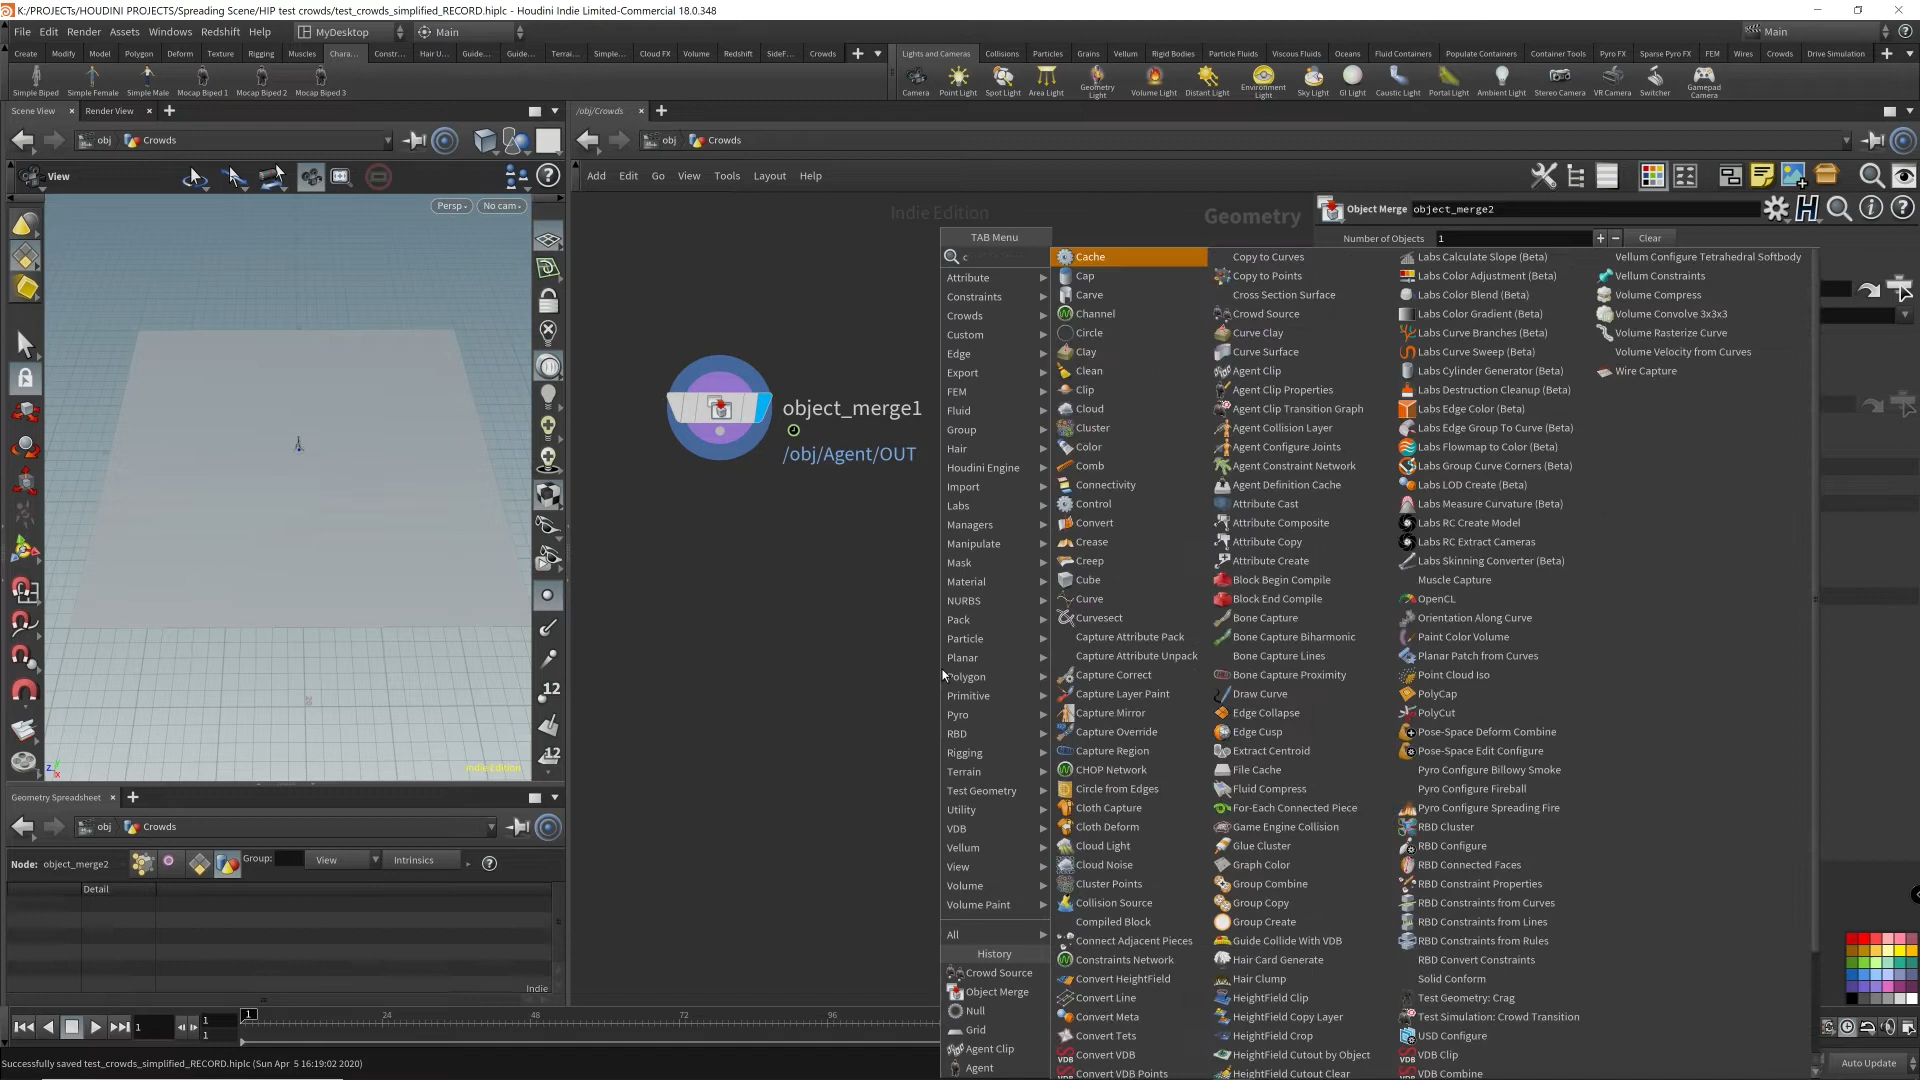 K:/PROJECTs/HOUDINI PROJECTS/Spreading Scene/HIP test crowds/test_crowds_simplified_RECORD.hiplc - Houdini Indie Limited-Commercial 18.0.348
File Edit Render Assets Windows Redshift Help MyDesktop Main Main
Create Modify Model Polygon Deform Texture Rigging Muscles Chara... Constr... Hair U... Guide... Guide... Terrai... Simple... Cloud FX Volume Redshift SideF... Crowds
Lights and Cameras Collisions Particles Grains Vellum Rigid Bodies Particle Fluids Viscous Fluids Oceans Fluid Containers Populate Containers Container Tools Pyro FX Sparse Pyro FX FEM Wires Crowds Drive Simulation
Simple Biped Simple Female Simple Male Mocap Biped 1 Mocap Biped 2 Mocap Biped 3
Camera Point Light Spot Light Area Light Geometry Light Volume Light Distant Light Environment Light Sky Light GI Light Caustic Light Portal Light Ambient Light Stereo Camera VR Camera Switcher Gamepad Camera
Scene View Render View
/obj/Crowds
obj Crowds
obj Crowds
View
Add Edit Go View Tools Layout Help
Persp No cam
Indie Edition
Geometry
Object Merge object_merge2
Number of Objects 1 Clear
object_merge1
/obj/Agent/OUT
TAB Menu
c
Attribute
Constraints
Crowds
Custom
Edge
Export
FEM
Fluid
Group
Hair
Houdini Engine
Import
Labs
Managers
Manipulate
Mask
Material
NURBS
Pack
Particle
Planar
Polygon
Primitive
Pyro
RBD
Rigging
Terrain
Test Geometry
Utility
VDB
Vellum
View
Volume
Volume Paint
All
History
Crowd Source
Object Merge
Null
Grid
Agent Clip
Agent
Cache
Cap
Carve
Channel
Circle
Clay
Clean
Clip
Cloud
Cluster
Color
Comb
Connectivity
Control
Convert
Crease
Creep
Cube
Curve
Curvesect
Capture Attribute Pack
Capture Attribute Unpack
Capture Correct
Capture Layer Paint
Capture Mirror
Capture Override
Capture Region
CHOP Network
Circle from Edges
Cloth Capture
Cloth Deform
Cloud Light
Cloud Noise
Cluster Points
Collision Source
Compiled Block
Connect Adjacent Pieces
Constraints Network
Convert HeightField
Convert Line
Convert Meta
Convert Tets
Convert VDB
Convert VDB Points
Copy to Curves
Copy to Points
Cross Section Surface
Crowd Source
Curve Clay
Curve Surface
Agent Clip
Agent Clip Properties
Agent Clip Transition Graph
Agent Collision Layer
Agent Configure Joints
Agent Constraint Network
Agent Definition Cache
Attribute Cast
Attribute Composite
Attribute Copy
Attribute Create
Block Begin Compile
Block End Compile
Bone Capture
Bone Capture Biharmonic
Bone Capture Lines
Bone Capture Proximity
Draw Curve
Edge Collapse
Edge Cusp
Extract Centroid
File Cache
Fluid Compress
For-Each Connected Piece
Game Engine Collision
Glue Cluster
Graph Color
Group Combine
Group Copy
Group Create
Guide Collide With VDB
Hair Card Generate
Hair Clump
HeightField Clip
HeightField Copy Layer
HeightField Crop
HeightField Cutout by Object
HeightField Cutout Clear
Labs Calculate Slope (Beta)
Labs Color Adjustment (Beta)
Labs Color Blend (Beta)
Labs Color Gradient (Beta)
Labs Curve Branches (Beta)
Labs Curve Sweep (Beta)
Labs Cylinder Generator (Beta)
Labs Destruction Cleanup (Beta)
Labs Edge Color (Beta)
Labs Edge Group To Curve (Beta)
Labs Flowmap to Color (Beta)
Labs Group Curve Corners (Beta)
Labs LOD Create (Beta)
Labs Measure Curvature (Beta)
Labs RC Create Model
Labs RC Extract Cameras
Labs Skinning Converter (Beta)
Muscle Capture
OpenCL
Orientation Along Curve
Paint Color Volume
Planar Patch from Curves
Point Cloud Iso
PolyCap
PolyCut
Pose-Space Deform Combine
Pose-Space Edit Configure
Pyro Configure Billowy Smoke
Pyro Configure Fireball
Pyro Configure Spreading Fire
RBD Cluster
RBD Configure
RBD Connected Faces
RBD Constraint Properties
RBD Constraints from Curves
RBD Constraints from Lines
RBD Constraints from Rules
RBD Convert Constraints
Solid Conform
Test Geometry: Crag
Test Simulation: Crowd Transition
USD Configure
VDB Clip
VDB Combine
Vellum Configure Tetrahedral Softbody
Vellum Constraints
Volume Compress
Volume Convolve 3x3x3
Volume Rasterize Curve
Volume Velocity from Curves
Wire Capture
12
12
z y x
Indie Edition
Geometry Spreadsheet
obj Crowds
Node: object_merge2 Group: View Intrinsics
Detail
Indie
1 1 1 1 24 48 72 96
Successfully saved test_crowds_simplified_RECORD.hiplc (Sun Apr 5 16:19:02 2020)
Auto Update